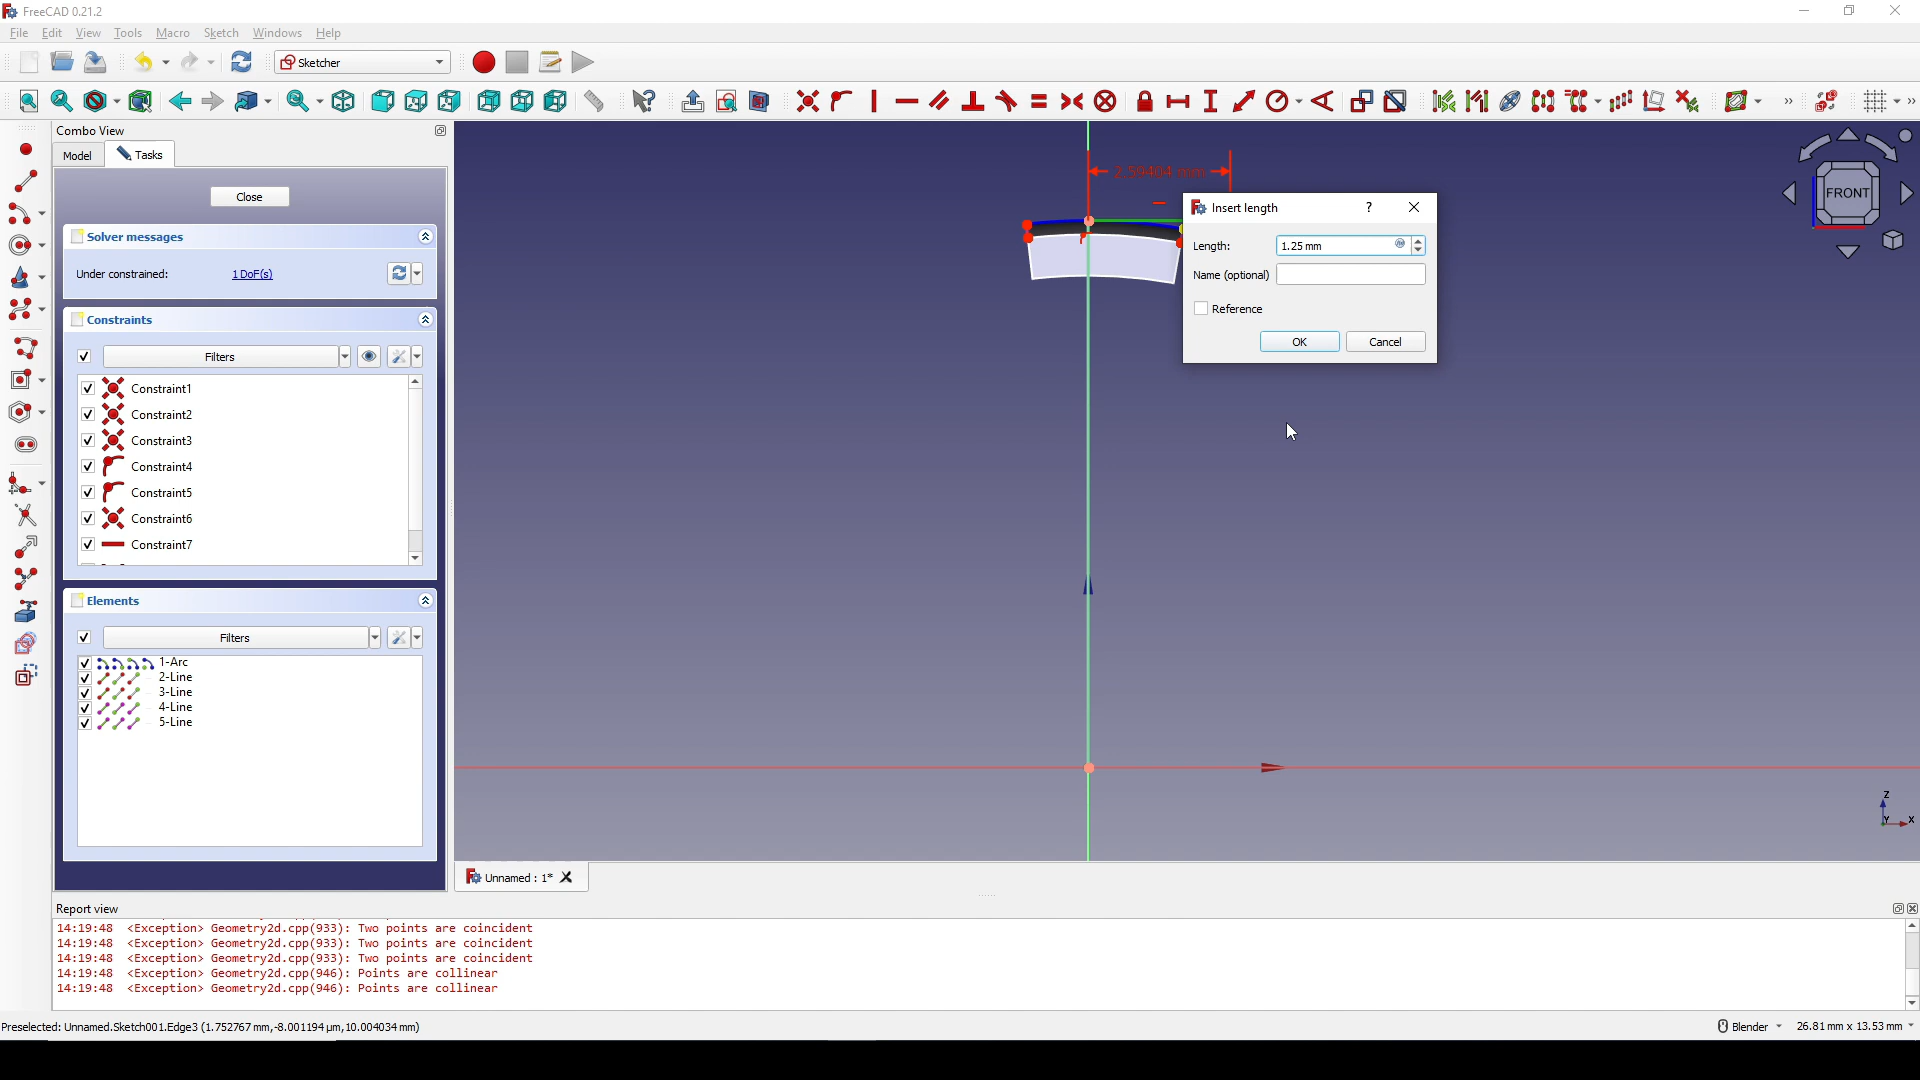 FreeCAD 0.21.2
File Edit View Tools Macro Sketch Windows Help
Sketcher
Combo View
Model Tasks
Close
Solver messages
Under constrained: 1 DoF(s)
Constraints
Filters
Constraint1
Constraint2
Constraint3
Constraint4
Constraint5
Constraint6
Constraint7
Elements
Filters
1-Arc
2-Line
3-Line
4-Line
5-Line
2.59404 mm
Insert length ?
Length: 1.25 mm
Name (optional)
Reference
OK Cancel
FRONT
Z
Y X
Unnamed : 1*
Report view
14:19:48 <Exception> Geometry2d.cpp(933): Two points are coincident
14:19:48 <Exception> Geometry2d.cpp(933): Two points are coincident
14:19:48 <Exception> Geometry2d.cpp(933): Two points are coincident
14:19:48 <Exception> Geometry2d.cpp(946): Points are collinear
14:19:48 <Exception> Geometry2d.cpp(946): Points are collinear
Preselected: Unnamed.Sketch001.Edge3 (1.752767 mm,-8.001194 µm,10.004034 mm)
Blender 26.81 mm x 13.53 mm